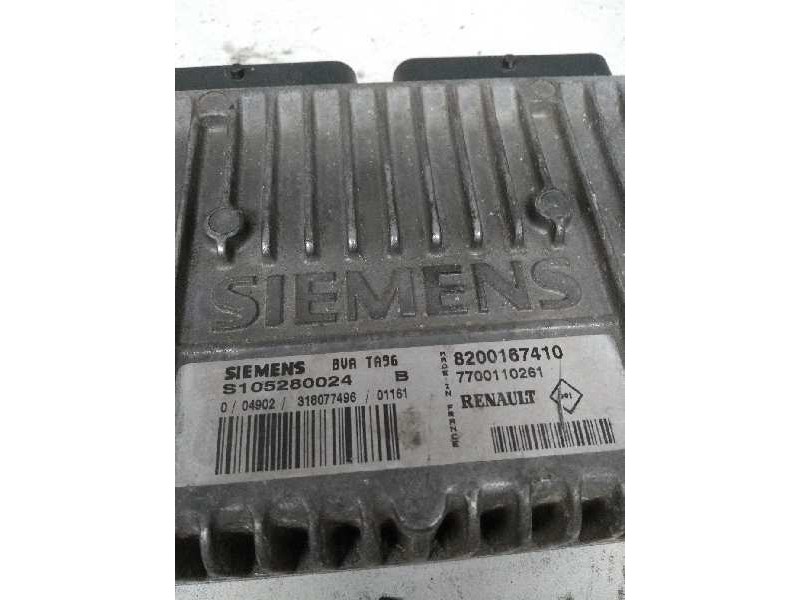 SIEMENS
SIEMENS BVA TA96
S105280024 B
0 / 04902 / 318077496 / 01161
MADE IN FRANCE
8200167410
7700110261
RENAULT